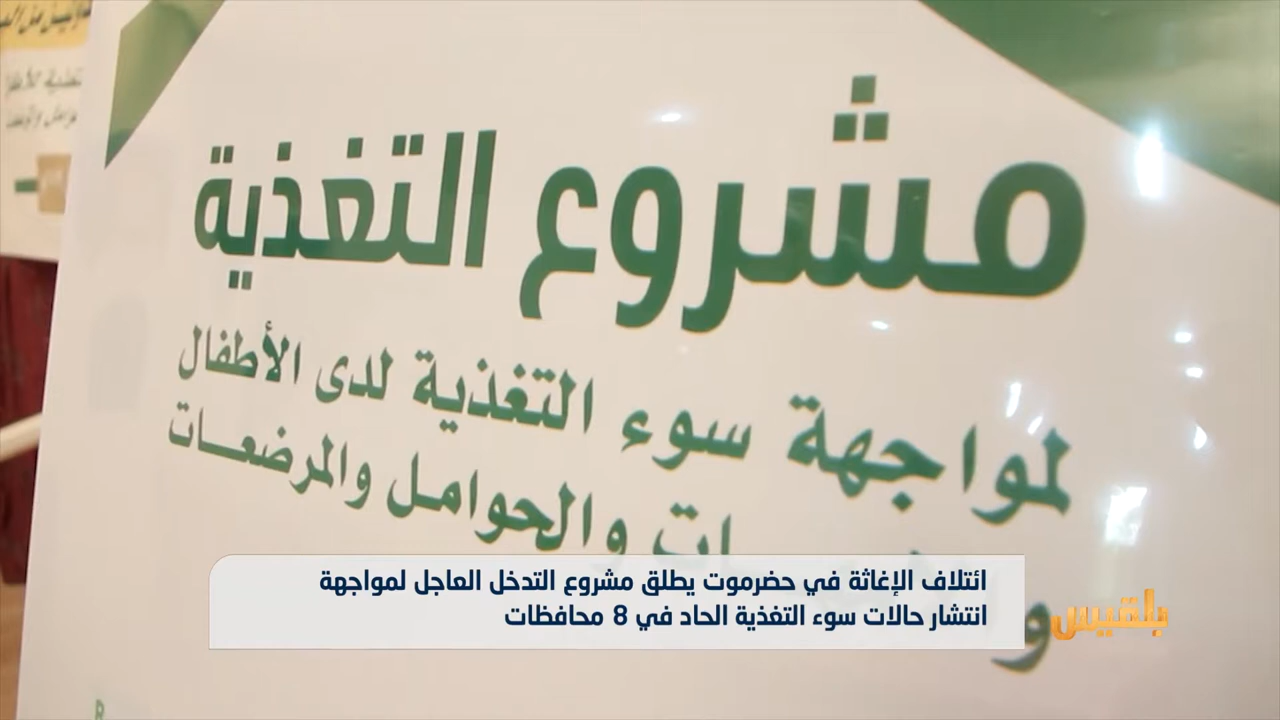 مشروع التغذية
لمواجهة سوء التغذية لدى الأطفال
والحوامل والمرضعات
ائتلاف الإغاثة في حضرموت يطلق مشروع التدخل العاجل لمواجهة
انتشار حالات سوء التغذية الحاد في 8 محافظات
بلقيس